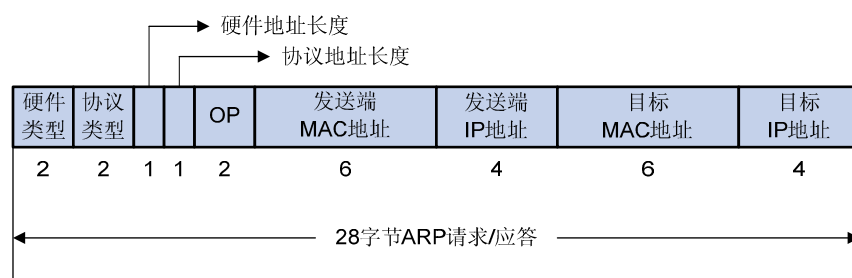 硬件地址长度
协议地址长度
硬件 协议 OP 发送端 发送端 目标 目标
类型 类型 MAC地址 IP地址 MAC地址 IP地址
2 2 1 1 2 6 4 6 4
28字节ARP请求/应答